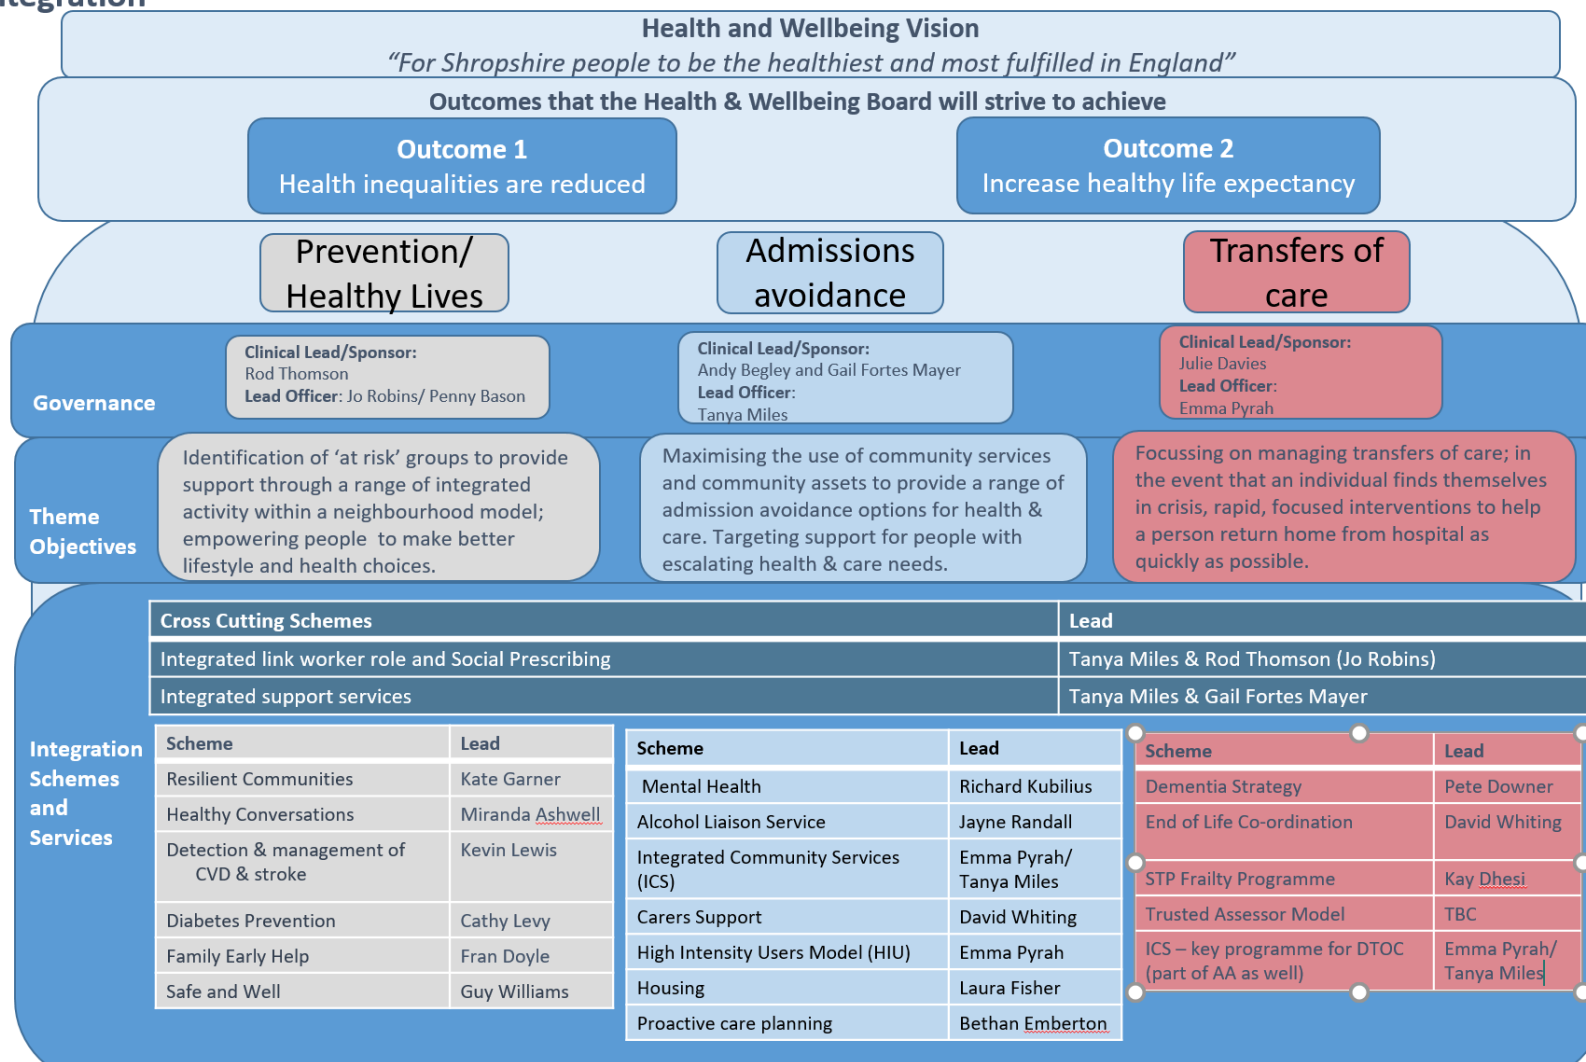 Health and Wellbeing Vision
“For Shropshire people to be the healthiest and most fulfilled in England”
Outcomes that the Health & Wellbeing Board will strive to achieve
Outcome 1
Health inequalities are reduced
Outcome 2
Increase healthy life expectancy
Prevention/
Healthy Lives
Admissions
avoidance
Transfers of
care
Governance
Clinical Lead/Sponsor:
Rod Thomson
Lead Officer: Jo Robins/ Penny Bason
Clinical Lead/Sponsor:
Andy Begley and Gail Fortes Mayer
Lead Officer:
Tanya Miles
Clinical Lead/Sponsor:
Julie Davies
Lead Officer:
Emma Pyrah
Theme
Objectives
Identification of ‘at risk’ groups to provide
support through a range of integrated
activity within a neighbourhood model;
empowering people to make better
lifestyle and health choices.
Maximising the use of community services
and community assets to provide a range of
admission avoidance options for health &
care. Targeting support for people with
escalating health & care needs.
Focussing on managing transfers of care; in
the event that an individual finds themselves
in crisis, rapid, focused interventions to help
a person return home from hospital as
quickly as possible.
Integration
Schemes
and
Services
Cross Cutting Schemes Lead
Integrated link worker role and Social Prescribing Tanya Miles & Rod Thomson (Jo Robins)
Integrated support services Tanya Miles & Gail Fortes Mayer
Scheme Lead
Resilient Communities Kate Garner
Healthy Conversations Miranda Ashwell
Detection & management of Kevin Lewis
CVD & stroke
Diabetes Prevention Cathy Levy
Family Early Help Fran Doyle
Safe and Well Guy Williams
Scheme Lead
Mental Health Richard Kubilius
Alcohol Liaison Service Jayne Randall
Integrated Community Services Emma Pyrah/
(ICS) Tanya Miles
Carers Support David Whiting
High Intensity Users Model (HIU) Emma Pyrah
Housing Laura Fisher
Proactive care planning Bethan Emberton
Scheme Lead
Dementia Strategy Pete Downer
End of Life Co-ordination David Whiting
STP Frailty Programme Kay Dhesi
Trusted Assessor Model TBC
ICS – key programme for DTOC Emma Pyrah/
(part of AA as well) Tanya Miles